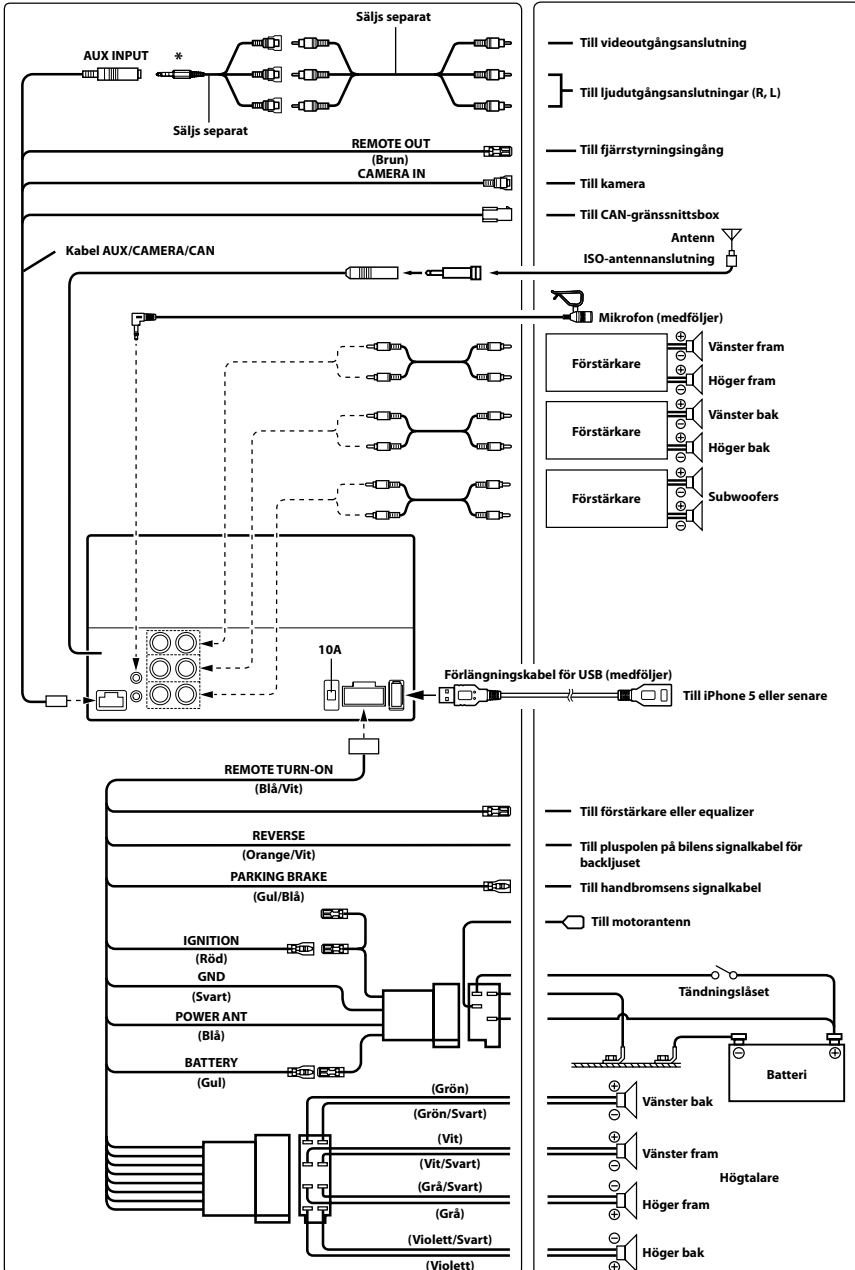 Säljs separat
Säljs separat
AUX INPUT
*
Till videoutgångsanslutning
Till ljudutgångsanslutningar (R, L)
Säljs separat
REMOTE OUT
(Brun)
Till fjärrstyrningsingång
CAMERA IN
Till kamera
Till CAN-gränssnittsbox
Kabel AUX/CAMERA/CAN
Antenn
ISO-antennanslutning
Mikrofon (medföljer)
Förstärkare
⊕
⊖
Vänster fram
⊕
⊖
Höger fram
Förstärkare
⊕
⊖
Vänster bak
⊕
⊖
Höger bak
Förstärkare
⊕
⊖
Subwoofers
⊕
⊖
10A
Förlängningskabel för USB (medföljer)
Till iPhone 5 eller senare
REMOTE TURN-ON
(Blå/Vit)
Till förstärkare eller equalizer
REVERSE
(Orange/Vit)
Till pluspolen på bilens signalkabel för
backljuset
PARKING BRAKE
(Gul/Blå)
Till handbromsens signalkabel
Till motorantenn
IGNITION
(Röd)
GND
(Svart)
Tändningslåset
POWER ANT
(Blå)
BATTERY
(Gul)
⊖
⊕
Batteri
(Grön)
(Grön/Svart)
⊕
⊖
Vänster bak
(Vit)
(Vit/Svart)
⊕
⊖
Vänster fram
Högtalare
(Grå/Svart)
(Grå)
⊖
⊕
Höger fram
(Violett/Svart)
(Violett)
⊖
⊕
Höger bak